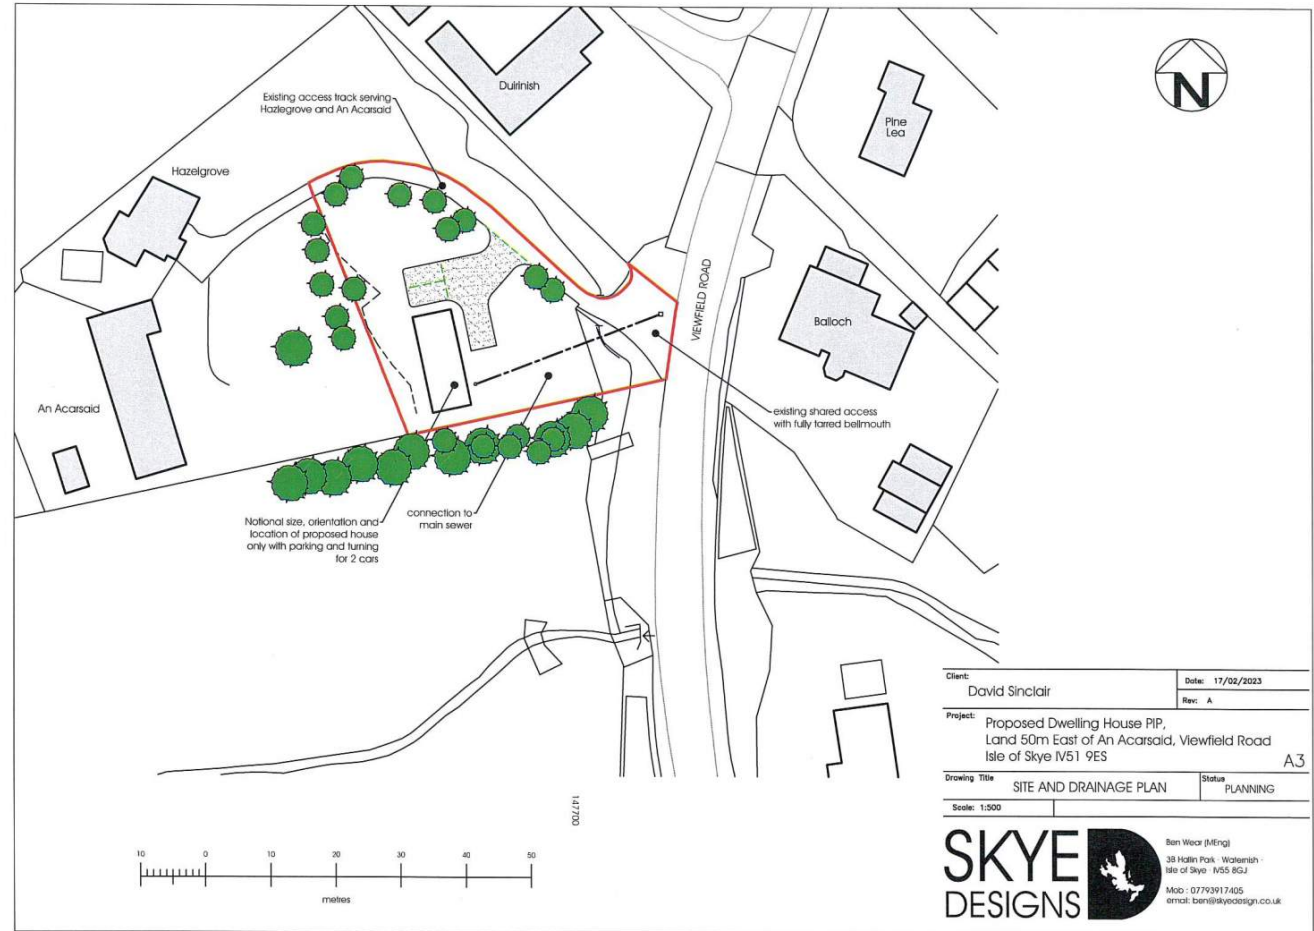 Duirinish
Existing access track serving
Hazlegrove and An Acarsaid
Pine
Lea
N
Hazelgrove
VIEWFIELD ROAD
Balloch
An Acarsaid
existing shared access
with fully tarred bellmouth
Notional size, orientation and
location of proposed house
only with parking and turning
for 2 cars
connection to
main sewer
147700
10 0 10 20 30 40 50
metres
Client:
David Sinclair
Date: 17/02/2023
Rev: A
Project:
Proposed Dwelling House PIP,
Land 50m East of An Acarsaid, Viewfield Road
Isle of Skye IV51 9ES
A3
Drawing Title
SITE AND DRAINAGE PLAN
Status
PLANNING
Scale: 1:500
SKYE
DESIGNS
Ben Wear (MEng)
3B Hallin Park · Waternish ·
Isle of Skye · IV55 8GJ
Mob : 07793917405
email: ben@skyedesign.co.uk